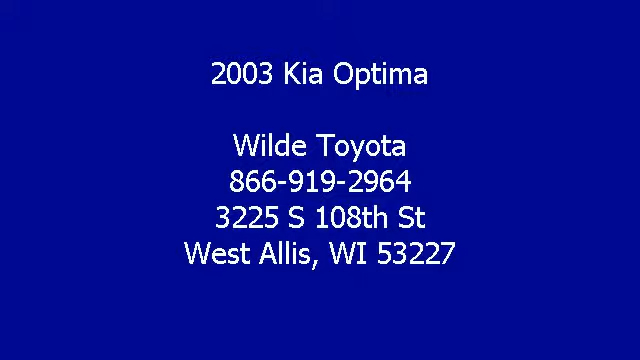 2003 Kia Optima
Wilde Toyota
866-919-2964
3225 S 108th St
West Allis, WI 53227